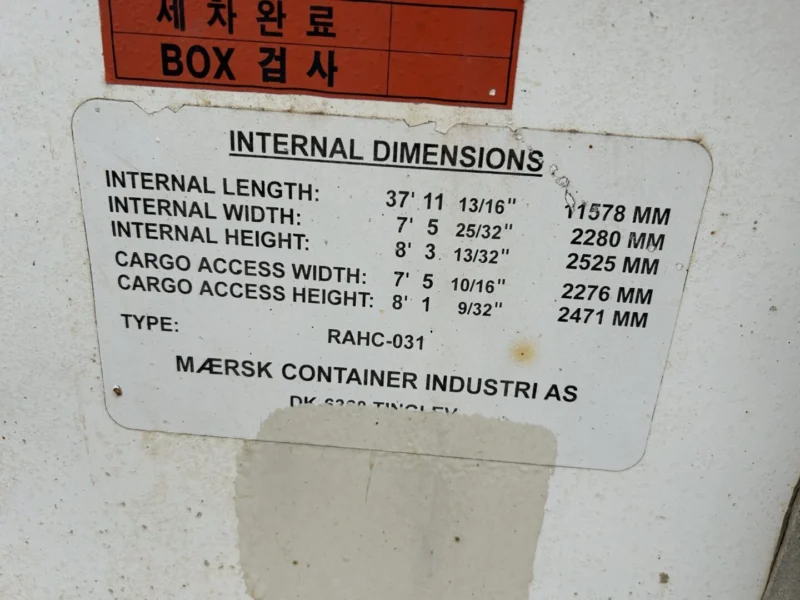 세차완료
BOX 검사
INTERNAL DIMENSIONS
INTERNAL LENGTH: 37' 11 13/16" 11578 MM
INTERNAL WIDTH: 7' 5 25/32" 2280 MM
INTERNAL HEIGHT: 8' 3 13/32" 2525 MM
CARGO ACCESS WIDTH: 7' 5 10/16" 2276 MM
CARGO ACCESS HEIGHT: 8' 1 9/32" 2471 MM
TYPE: RAHC-031
MÆRSK CONTAINER INDUSTRI AS
DK-6360 TINGLEV